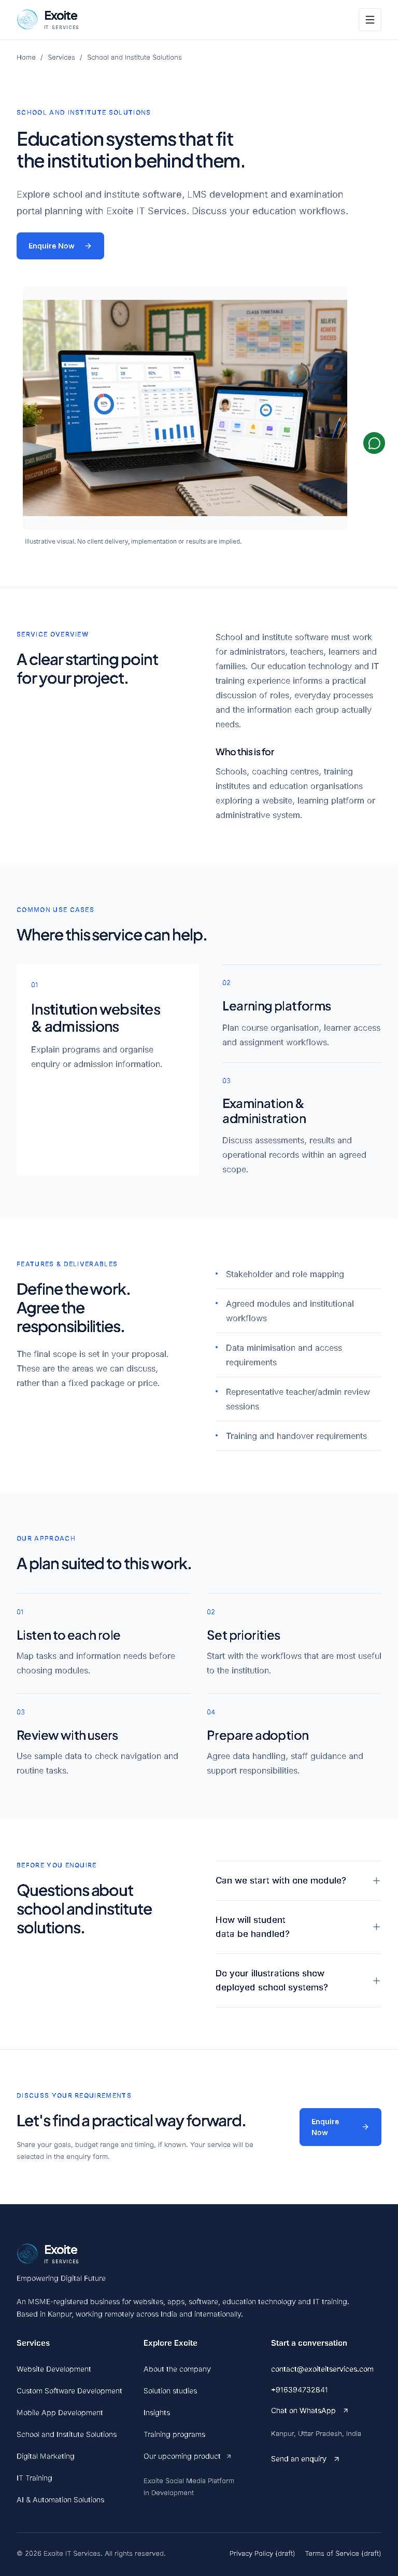 Exoite
IT SERVICES
Home / Services / School and Institute Solutions
SCHOOL AND INSTITUTE SOLUTIONS
Education systems that fit
the institution behind them.
Explore school and institute software, LMS development and examination
portal planning with Exoite IT Services. Discuss your education workflows.
Enquire Now
CLASS TIMETABLE
BELIEVE
ACHIEVE
SUCCESS
Illustrative visual. No client delivery, implementation or results are implied.
SERVICE OVERVIEW
A clear starting point
for your project.
School and institute software must work
for administrators, teachers, learners and
families. Our education technology and IT
training experience informs a practical
discussion of roles, everyday processes
and the information each group actually
needs.
Who this is for
Schools, coaching centres, training
institutes and education organisations
exploring a website, learning platform or
administrative system.
COMMON USE CASES
Where this service can help.
01
Institution websites
& admissions
Explain programs and organise
enquiry or admission information.
02
Learning platforms
Plan course organisation, learner access
and assignment workflows.
03
Examination &
administration
Discuss assessments, results and
operational records within an agreed
scope.
FEATURES & DELIVERABLES
Define the work.
Agree the
responsibilities.
The final scope is set in your proposal.
These are the areas we can discuss,
rather than a fixed package or price.
Stakeholder and role mapping
Agreed modules and institutional
workflows
Data minimisation and access
requirements
Representative teacher/admin review
sessions
Training and handover requirements
OUR APPROACH
A plan suited to this work.
01
Listen to each role
Map tasks and information needs before
choosing modules.
02
Set priorities
Start with the workflows that are most useful
to the institution.
03
Review with users
Use sample data to check navigation and
routine tasks.
04
Prepare adoption
Agree data handling, staff guidance and
support responsibilities.
BEFORE YOU ENQUIRE
Questions about
school and institute
solutions.
Can we start with one module?
How will student
data be handled?
Do your illustrations show
deployed school systems?
DISCUSS YOUR REQUIREMENTS
Let's find a practical way forward.
Share your goals, budget range and timing, if known. Your service will be
selected in the enquiry form.
Enquire
Now
Exoite
IT SERVICES
Empowering Digital Future
An MSME-registered business for websites, apps, software, education technology and IT training.
Based in Kanpur, working remotely across India and internationally.
Services
Website Development
Custom Software Development
Mobile App Development
School and Institute Solutions
Digital Marketing
IT Training
AI & Automation Solutions
Explore Exoite
About the company
Solution studies
Insights
Training programs
Our upcoming product
Exoite Social Media Platform
In Development
Start a conversation
contact@exoiteitservices.com
+916394732841
Chat on WhatsApp
Kanpur, Uttar Pradesh, India
Send an enquiry
© 2026 Exoite IT Services. All rights reserved.
Privacy Policy (draft) Terms of Service (draft)